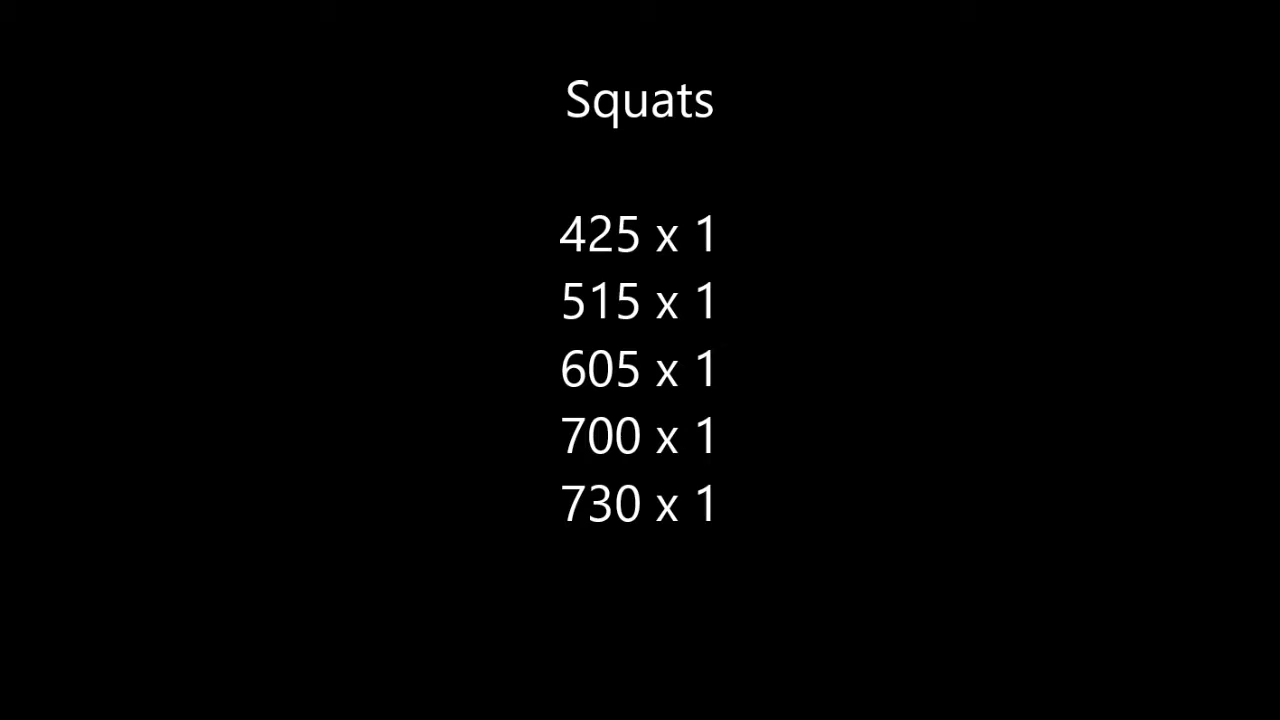 Squats
425 x 1
515 x 1
605 x 1
700 x 1
730 x 1